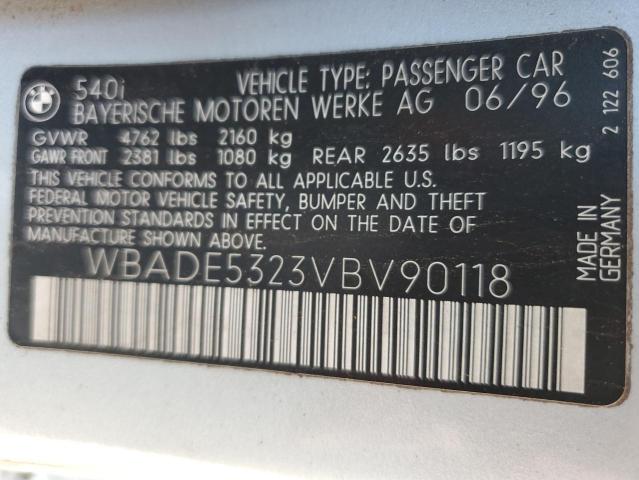 BMW
540i VEHICLE TYPE: PASSENGER CAR
BAYERISCHE MOTOREN WERKE AG 06/96
GVWR 4762 lbs 2160 kg
GAWR FRONT 2381 lbs 1080 kg REAR 2635 lbs 1195 kg
THIS VEHICLE CONFORMS TO ALL APPLICABLE U.S.
FEDERAL MOTOR VEHICLE SAFETY, BUMPER AND THEFT
PREVENTION STANDARDS IN EFFECT ON THE DATE OF
MANUFACTURE SHOWN ABOVE.
WBADE5323VBV90118
MADE IN
GERMANY
2 122 606